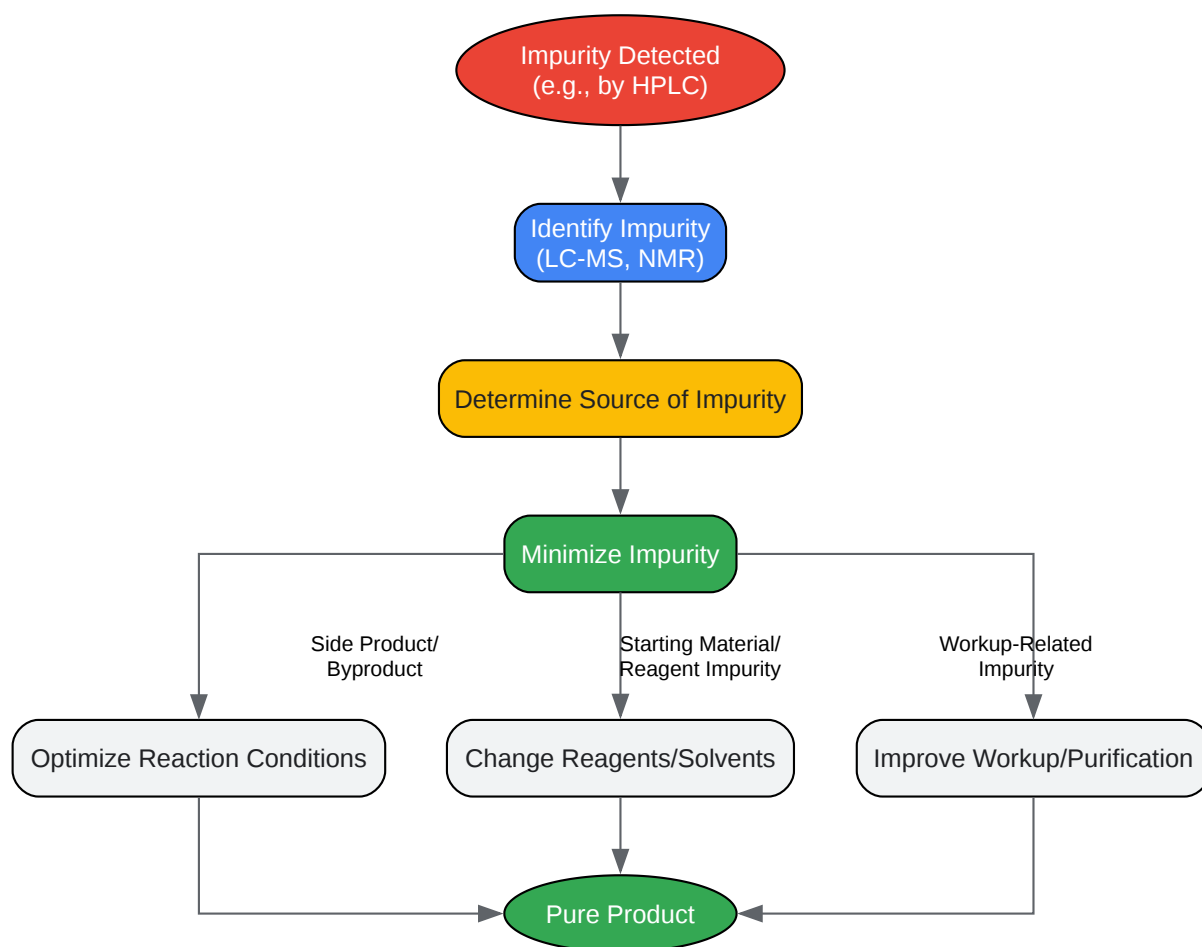 Impurity Detected
(e.g., by HPLC)
Identify Impurity
(LC-MS, NMR)
Determine Source of Impurity
Minimize Impurity
Side Product/
Byproduct
Starting Material/
Reagent Impurity
Workup-Related
Impurity
Optimize Reaction Conditions
Change Reagents/Solvents
Improve Workup/Purification
Pure Product